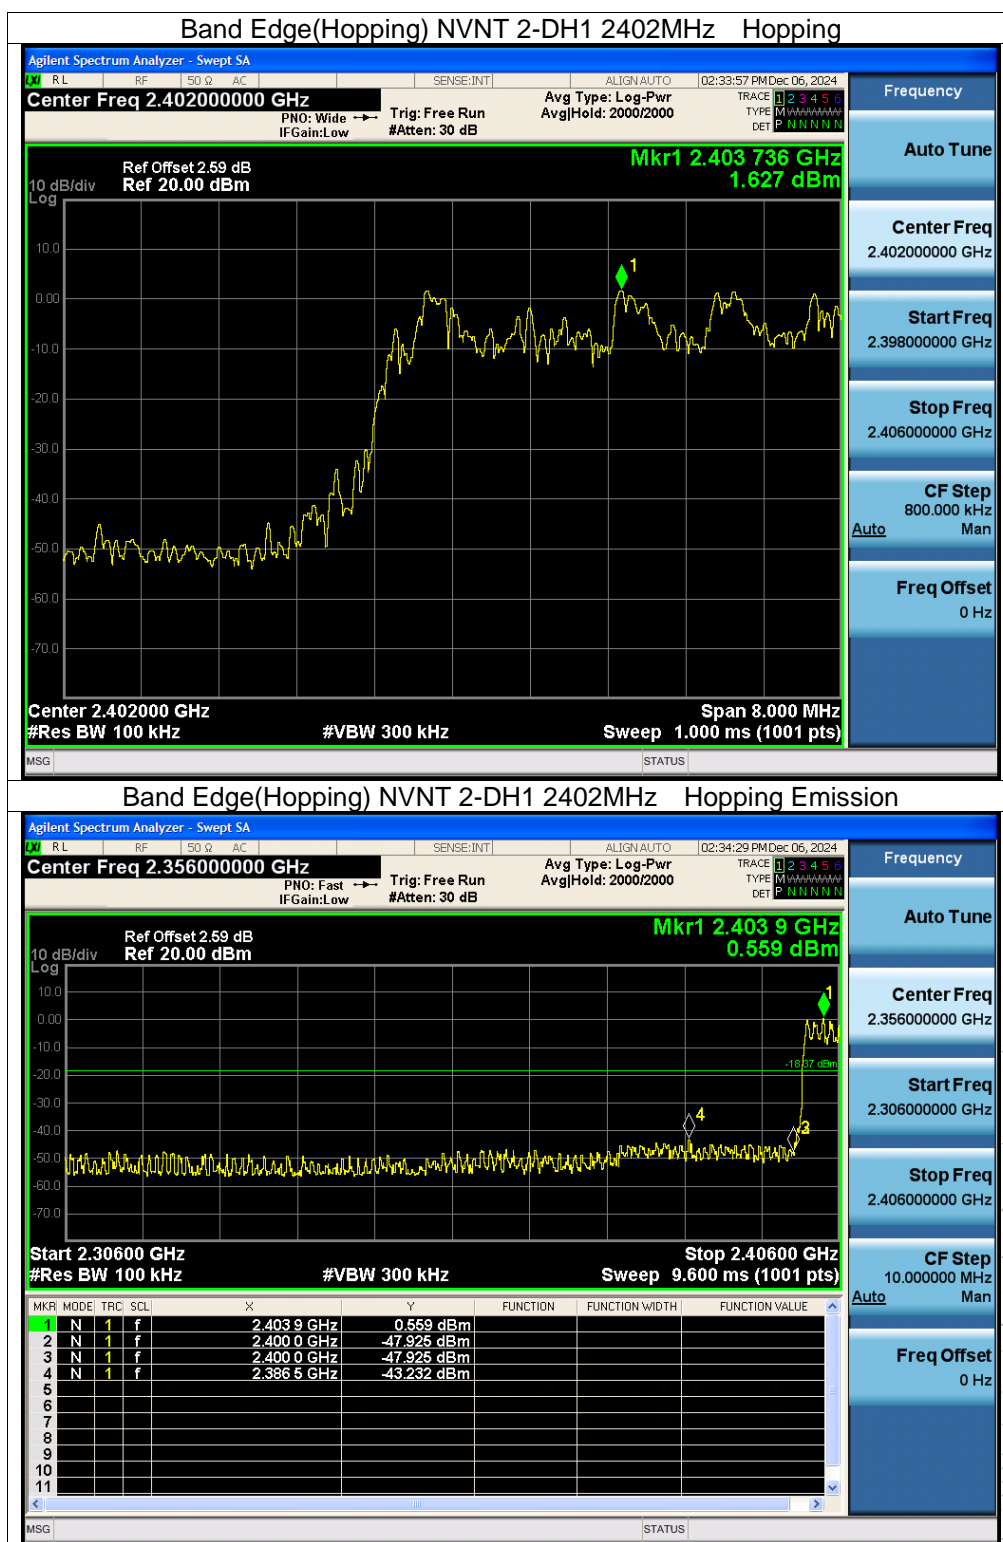 Band Edge(Hopping) NVNT 2-DH1 2402MHz Hopping
Agilent Spectrum Analyzer - Swept SA
LXI RL RF 50 Ω AC SENSE:INT ALIGN AUTO 02:33:57 PM Dec 06, 2024
Center Freq 2.402000000 GHz
PNO: Wide
IFGain:Low
Trig: Free Run
#Atten: 30 dB
Avg Type: Log-Pwr
Avg|Hold: 2000/2000
TRACE 1 2 3 4 5 6
TYPE M
DET P N N N N N
Frequency
Mkr1 2.403 736 GHz
1.627 dBm
Ref Offset 2.59 dB
10 dB/div Ref 20.00 dBm
Log
10.0
0.00
-10.0
-20.0
-30.0
-40.0
-50.0
-60.0
-70.0
1
Center 2.402000 GHz Span 8.000 MHz
#Res BW 100 kHz #VBW 300 kHz Sweep 1.000 ms (1001 pts)
Auto Tune
Center Freq
2.402000000 GHz
Start Freq
2.398000000 GHz
Stop Freq
2.406000000 GHz
CF Step
800.000 kHz
Auto Man
Freq Offset
0 Hz
MSG STATUS
Band Edge(Hopping) NVNT 2-DH1 2402MHz Hopping Emission
Agilent Spectrum Analyzer - Swept SA
LXI RL RF 50 Ω AC SENSE:INT ALIGN AUTO 02:34:29 PM Dec 06, 2024
Center Freq 2.356000000 GHz
PNO: Fast
IFGain:Low
Trig: Free Run
#Atten: 30 dB
Avg Type: Log-Pwr
Avg|Hold: 2000/2000
TRACE 1 2 3 4 5 6
TYPE M
DET P N N N N N
Frequency
Mkr1 2.403 9 GHz
0.559 dBm
Ref Offset 2.59 dB
10 dB/div Ref 20.00 dBm
Log
10.0
0.00
-10.0
-20.0
-30.0
-40.0
-50.0
-60.0
-70.0
1
-18.37 dBm
4
3
Start 2.30600 GHz Stop 2.40600 GHz
#Res BW 100 kHz #VBW 300 kHz Sweep 9.600 ms (1001 pts)
MKR MODE TRC SCL X Y FUNCTION FUNCTION WIDTH FUNCTION VALUE
1 N 1 f 2.403 9 GHz 0.559 dBm
2 N 1 f 2.400 0 GHz -47.925 dBm
3 N 1 f 2.400 0 GHz -47.925 dBm
4 N 1 f 2.386 5 GHz -43.232 dBm
5
6
7
8
9
10
11
Auto Tune
Center Freq
2.356000000 GHz
Start Freq
2.306000000 GHz
Stop Freq
2.406000000 GHz
CF Step
10.000000 MHz
Auto Man
Freq Offset
0 Hz
MSG STATUS